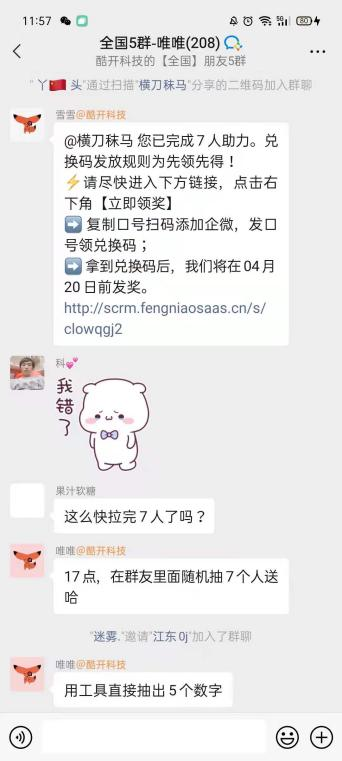 11:57
5G
80
全国5群-唯唯(208)
酷开科技的【全国】朋友5群
"丫🇨🇳 头"通过扫描"横刀秣马"分享的二维码加入群聊
雪雪@酷开科技
@横刀秣马 您已完成7人助力。兑
换码发放规则为先领先得！
⚡请尽快进入下方链接，点击右
下角【立即领奖】
➡️ 复制口号扫码添加企微，发口
号领兑换码；
➡️ 拿到兑换码后，我们将在04月
20日前发奖。
http://scrm.fengniaosaas.cn/s/
clowqgj2
科💕
我
错
了
果汁软糖
这么快拉完7人了吗？
唯唯@酷开科技
17点，在群友里面随机抽7个人送
哈
"迷雾."邀请"江东0j"加入了群聊
唯唯@酷开科技
用工具直接抽出5个数字